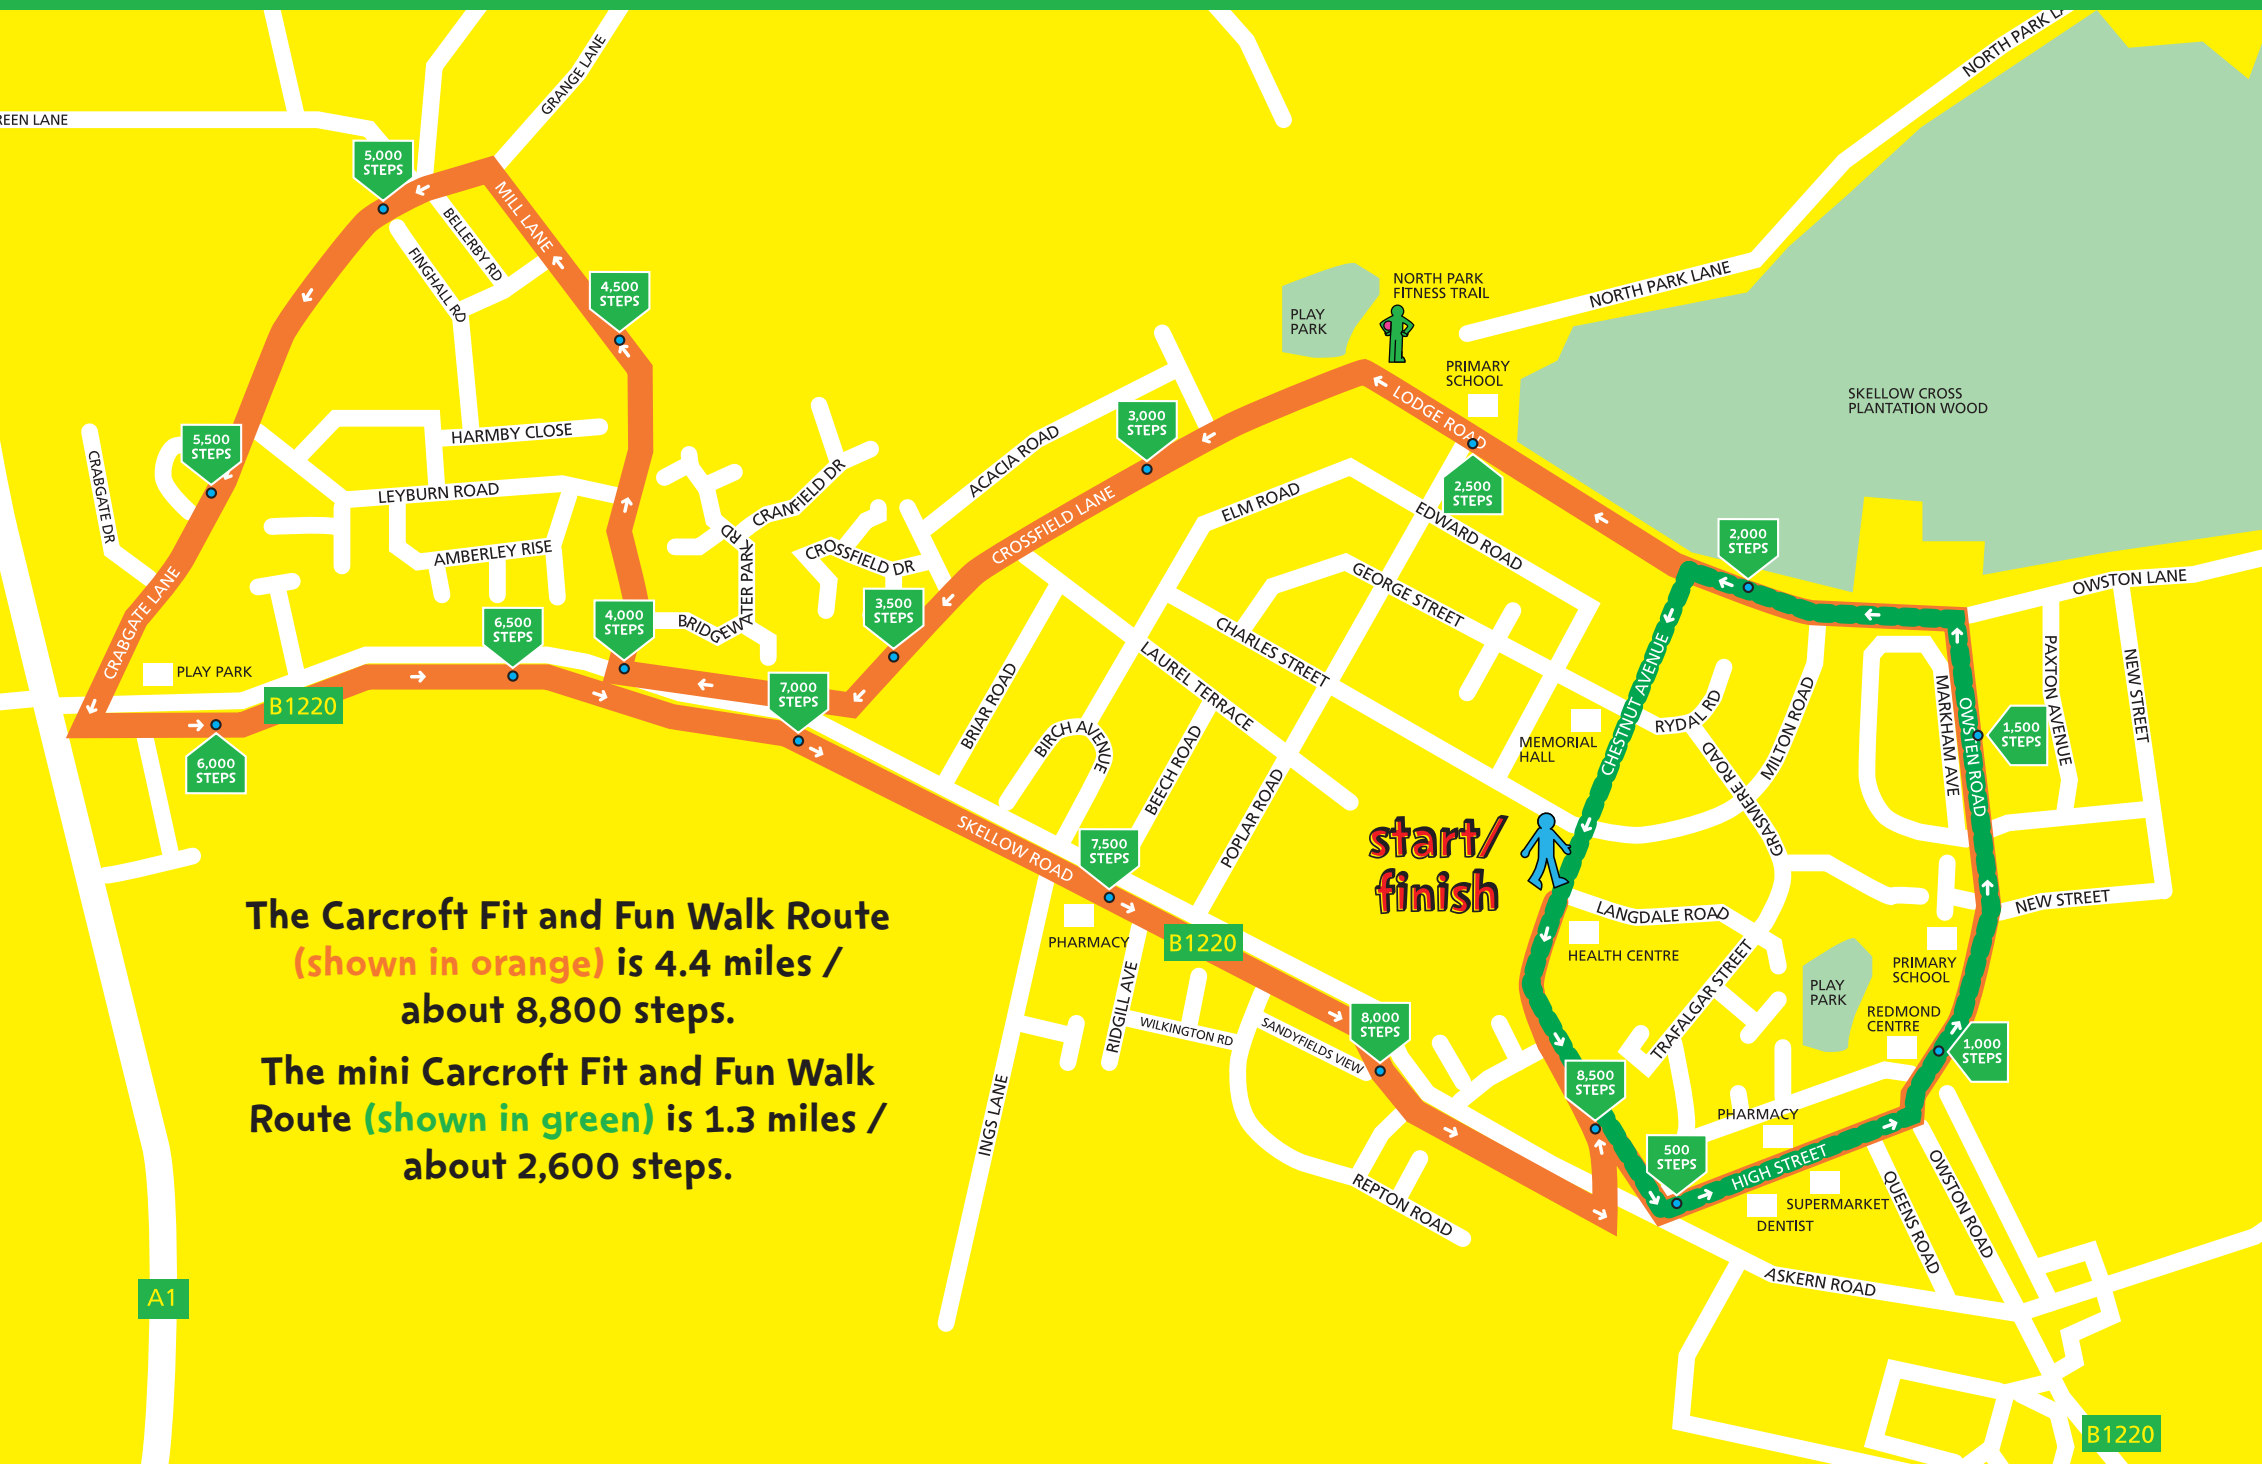 REEN LANE
GRANGE LANE
NORTH PARK LA
5,000
STEPS
MILL LANE
BELLERBY RD
FINGHALL RD
4,500
STEPS
NORTH PARK
FITNESS TRAIL
PLAY
PARK
NORTH PARK LANE
PRIMARY
SCHOOL
LODGE ROAD
SKELLOW CROSS
PLANTATION WOOD
5,500
STEPS
CRABGATE DR
HARMBY CLOSE
LEYBURN ROAD
AMBERLEY RISE
CRANFIELD DR
BRIDGEWATER PARK RD
CROSSFIELD DR
ACACIA ROAD
3,000
STEPS
CROSSFIELD LANE
ELM ROAD
2,500
STEPS
EDWARD ROAD
2,000
STEPS
OWSTON LANE
GEORGE STREET
CHARLES STREET
LAUREL TERRACE
CRABGATE LANE
PLAY PARK
B1220
6,500
STEPS
4,000
STEPS
3,500
STEPS
7,000
STEPS
6,000
STEPS
BRIAR ROAD
BIRCH AVENUE
BEECH ROAD
POPLAR ROAD
MEMORIAL
HALL
CHESTNUT AVENUE
RYDAL RD
MILTON ROAD
GRASMERE ROAD
MARKHAM AVE
OWSTEN ROAD
1,500
STEPS
PAXTON AVENUE
NEW STREET
NEW STREET
SKELLOW ROAD
7,500
STEPS
start/
finish
LANGDALE ROAD
HEALTH CENTRE
TRAFALGAR STREET
PLAY
PARK
PRIMARY
SCHOOL
REDMOND
CENTRE
1,000
STEPS
The Carcroft Fit and Fun Walk Route
(shown in orange) is 4.4 miles /
about 8,800 steps.
The mini Carcroft Fit and Fun Walk
Route (shown in green) is 1.3 miles /
about 2,600 steps.
PHARMACY
B1220
RIDGILL AVE
WILKINGTON RD
SANDYFIELDS VIEW
8,000
STEPS
INGS LANE
REPTON ROAD
8,500
STEPS
500
STEPS
PHARMACY
HIGH STREET
SUPERMARKET
DENTIST
QUEENS ROAD
OWSTON ROAD
ASKERN ROAD
A1
B1220